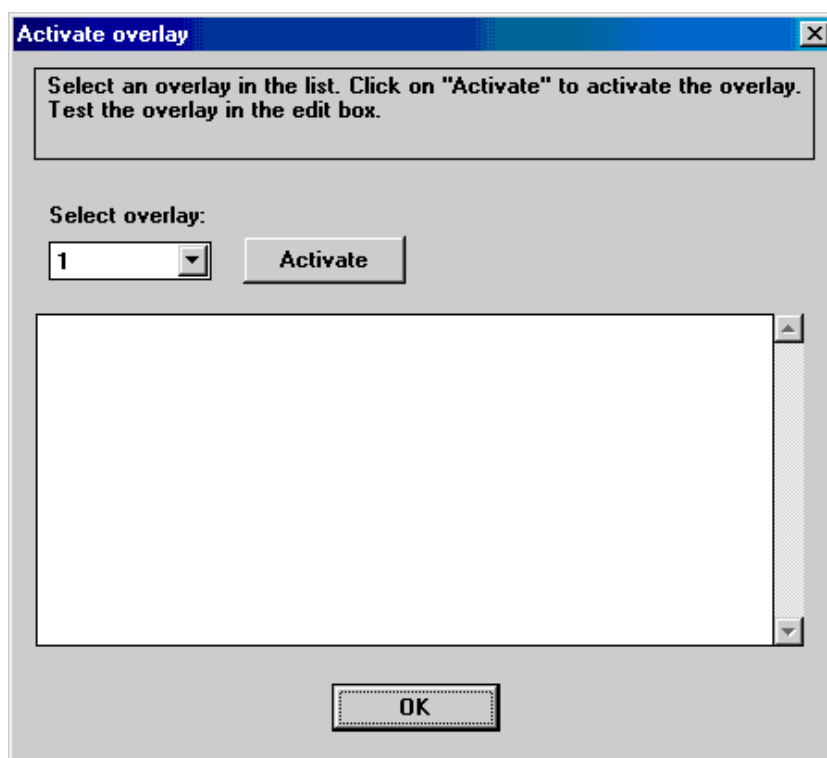 Activate overlay
Select an overlay in the list. Click on "Activate" to activate the overlay.
Test the overlay in the edit box.
Select overlay:
1
Activate
OK